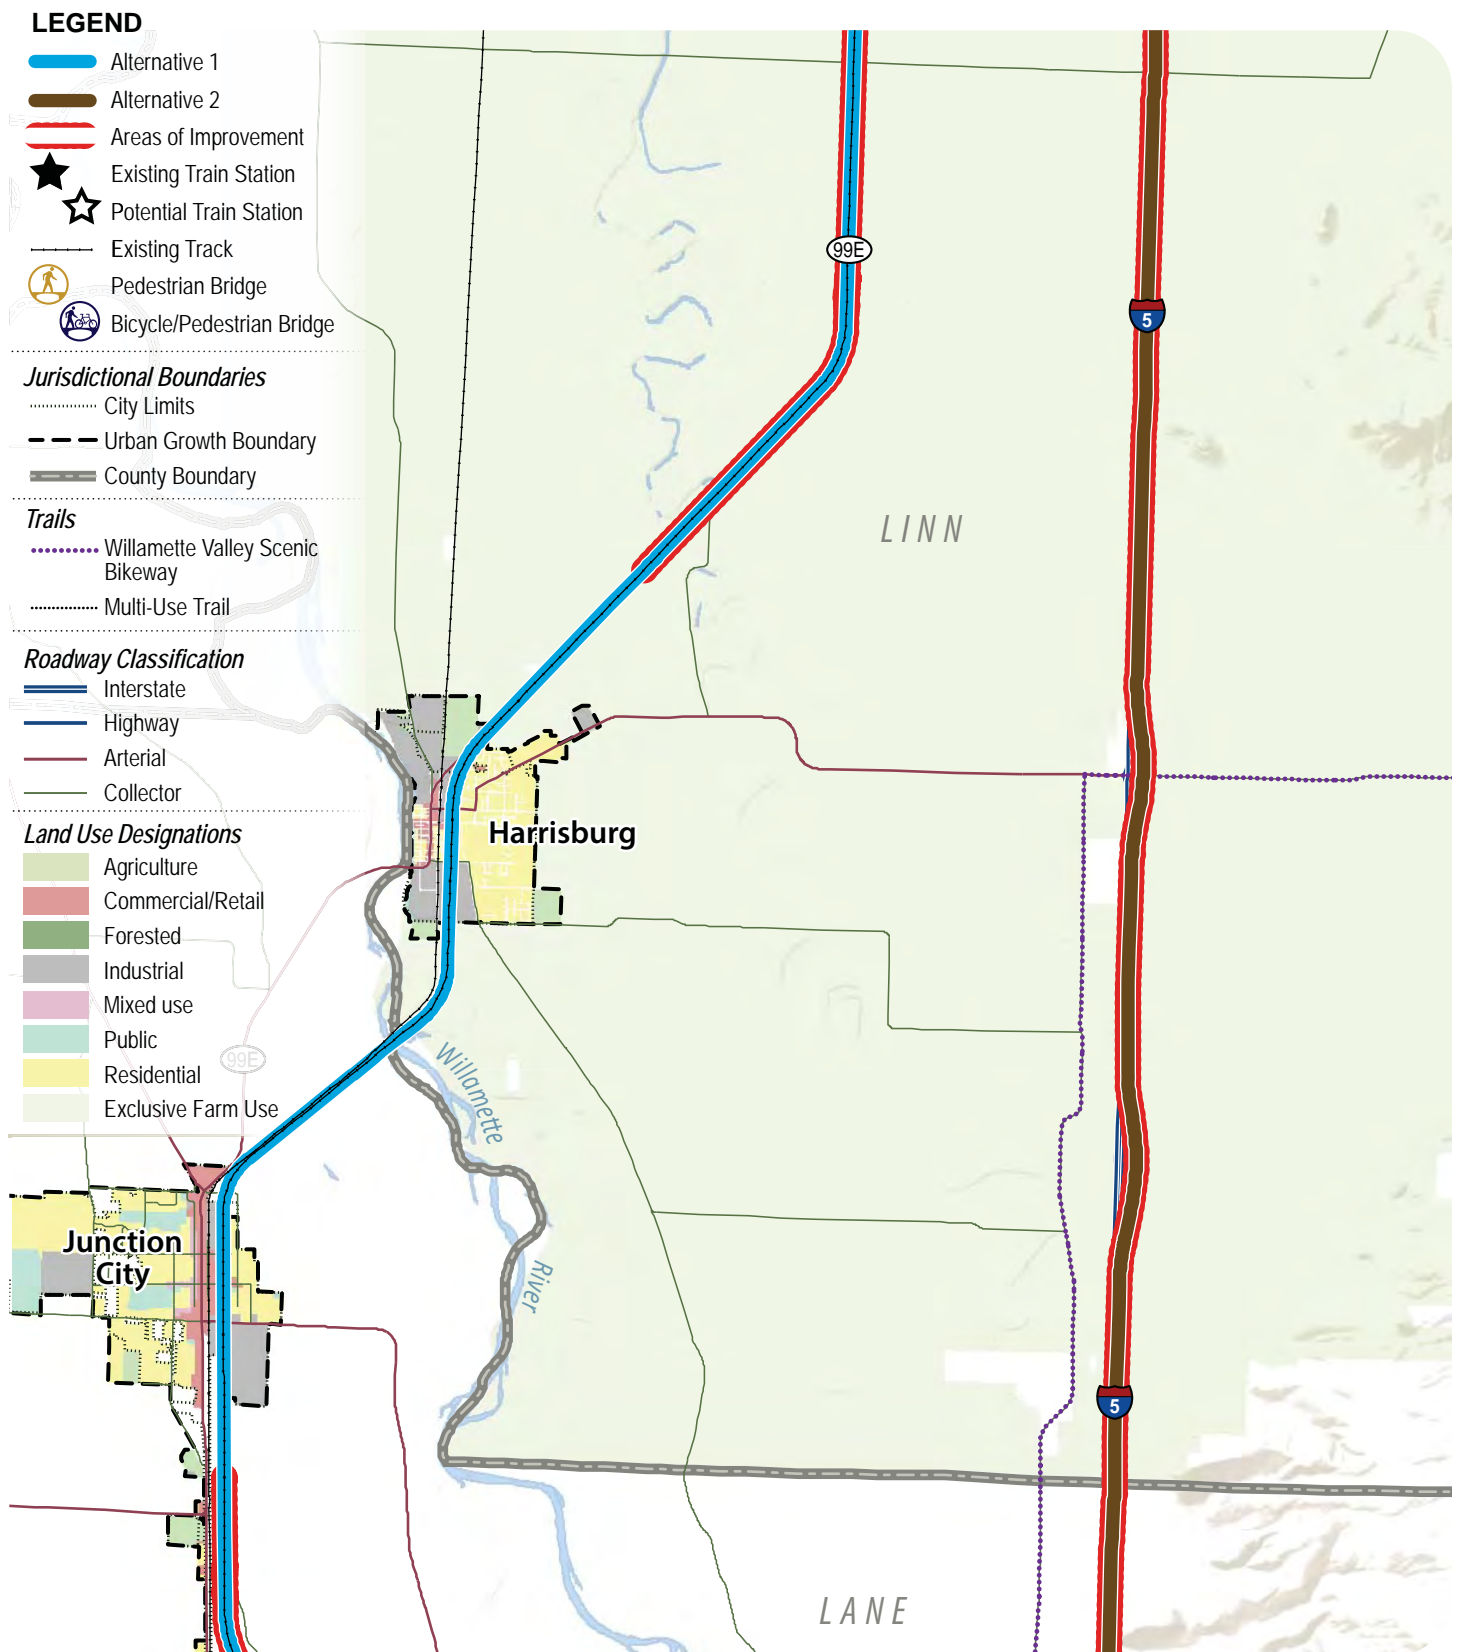 LEGEND
Alternative 1
Alternative 2
Areas of Improvement
Existing Train Station
Potential Train Station
Existing Track
Pedestrian Bridge
Bicycle/Pedestrian Bridge
Jurisdictional Boundaries
City Limits
Urban Growth Boundary
County Boundary
Trails
Willamette Valley Scenic
Bikeway
Multi-Use Trail
Roadway Classification
Interstate
Highway
Arterial
Collector
Land Use Designations
Agriculture
Commercial/Retail
Forested
Industrial
Mixed use
Public
Residential
Exclusive Farm Use
99E
5
LINN
Harrisburg
99E
Willamette
River
Junction
City
5
LANE